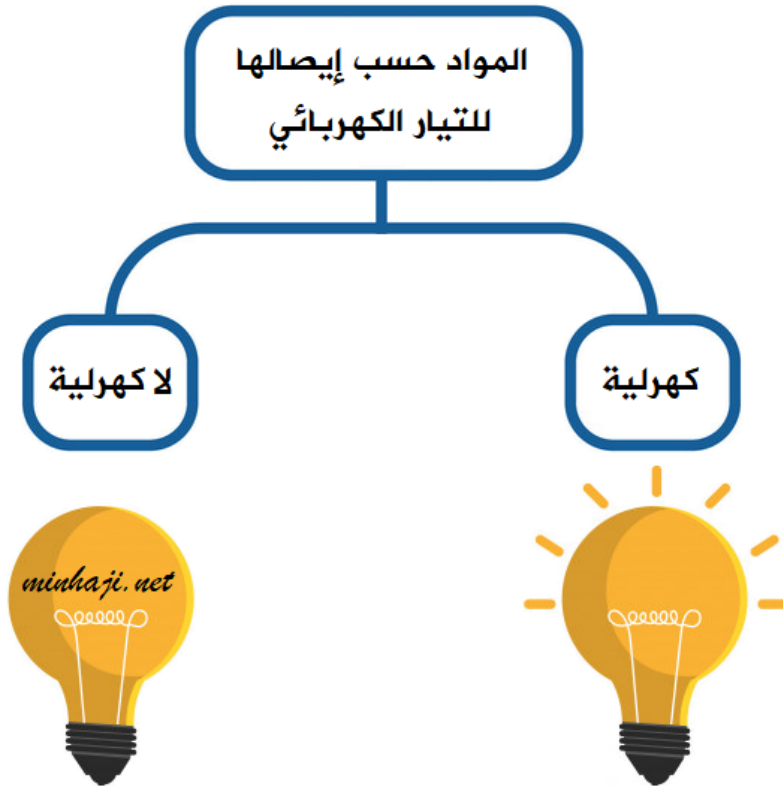 المواد حسب إيصالها
للتيار الكهربائي
كهرلية
لا كهرلية
minhaji.net